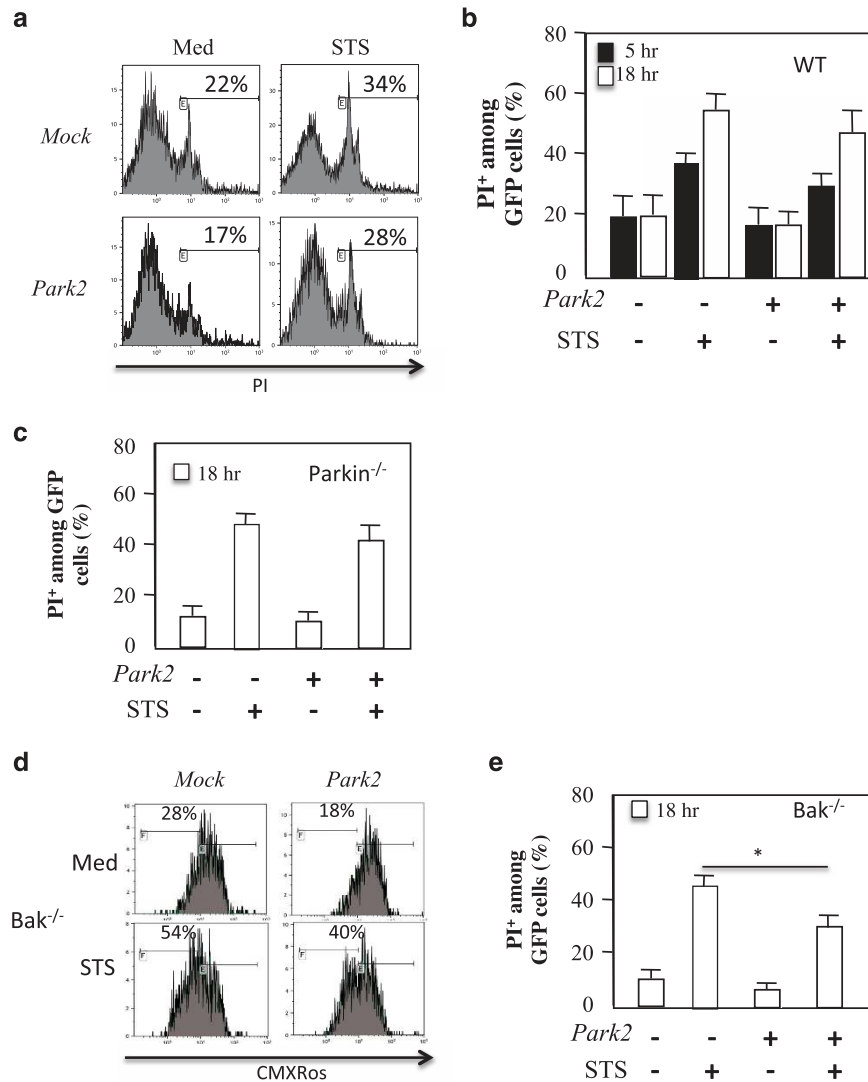 a
Med STS
Mock 22% 34%
E E
Park2 17% 28%
E E
PI
b
PI+ among
GFP cells (%)
80
60
40
20
0
5 hr
18 hr
WT
Park2 - - + +
STS - + - +
c
PI+ among GFP
cells (%)
80
60
40
20
0
18 hr Parkin-/-
Park2 - - + +
STS - + - +
d
Mock Park2
Bak-/-
Med 28% 18%
F E F E
STS 54% 40%
F E F E
CMXRos
e
PI+ among
GFP cells (%)
80
60
40
20
0
18 hr Bak-/-
*
Park2 - - + +
STS - + - +